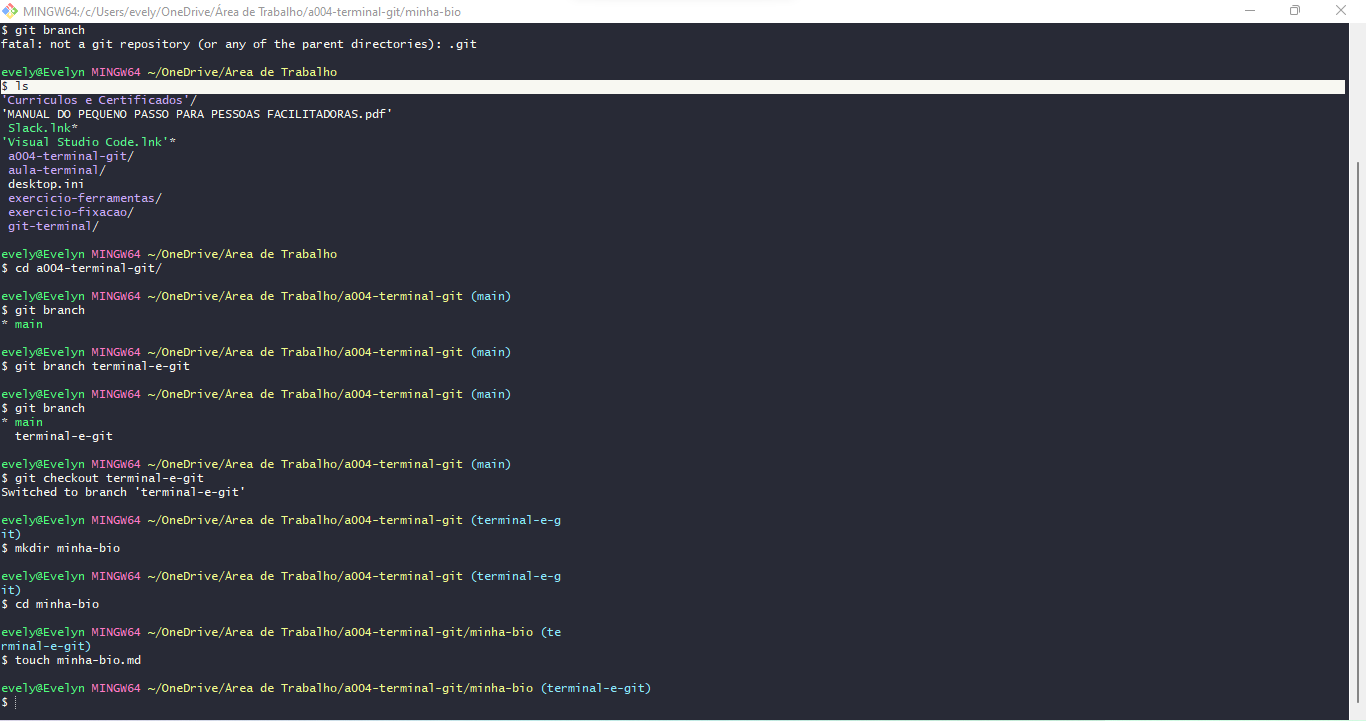 MINGW64:/c/Users/evely/OneDrive/Área de Trabalho/a004-terminal-git/minha-bio
$ git branch
fatal: not a git repository (or any of the parent directories): .git
evely@Evelyn MINGW64 ~/OneDrive/Área de Trabalho
$ ls
'Currículos e Certificados'/
'MANUAL DO PEQUENO PASSO PARA PESSOAS FACILITADORAS.pdf'
Slack.lnk*
'Visual Studio Code.lnk'*
a004-terminal-git/
aula-terminal/
desktop.ini
exercicio-ferramentas/
exercicio-fixacao/
git-terminal/
evely@Evelyn MINGW64 ~/OneDrive/Área de Trabalho
$ cd a004-terminal-git/
evely@Evelyn MINGW64 ~/OneDrive/Área de Trabalho/a004-terminal-git (main)
$ git branch
* main
evely@Evelyn MINGW64 ~/OneDrive/Área de Trabalho/a004-terminal-git (main)
$ git branch terminal-e-git
evely@Evelyn MINGW64 ~/OneDrive/Área de Trabalho/a004-terminal-git (main)
$ git branch
* main
terminal-e-git
evely@Evelyn MINGW64 ~/OneDrive/Área de Trabalho/a004-terminal-git (main)
$ git checkout terminal-e-git
Switched to branch 'terminal-e-git'
evely@Evelyn MINGW64 ~/OneDrive/Área de Trabalho/a004-terminal-git (terminal-e-g
it)
$ mkdir minha-bio
evely@Evelyn MINGW64 ~/OneDrive/Área de Trabalho/a004-terminal-git (terminal-e-g
it)
$ cd minha-bio
evely@Evelyn MINGW64 ~/OneDrive/Área de Trabalho/a004-terminal-git/minha-bio (te
rminal-e-git)
$ touch minha-bio.md
evely@Evelyn MINGW64 ~/OneDrive/Área de Trabalho/a004-terminal-git/minha-bio (terminal-e-git)
$